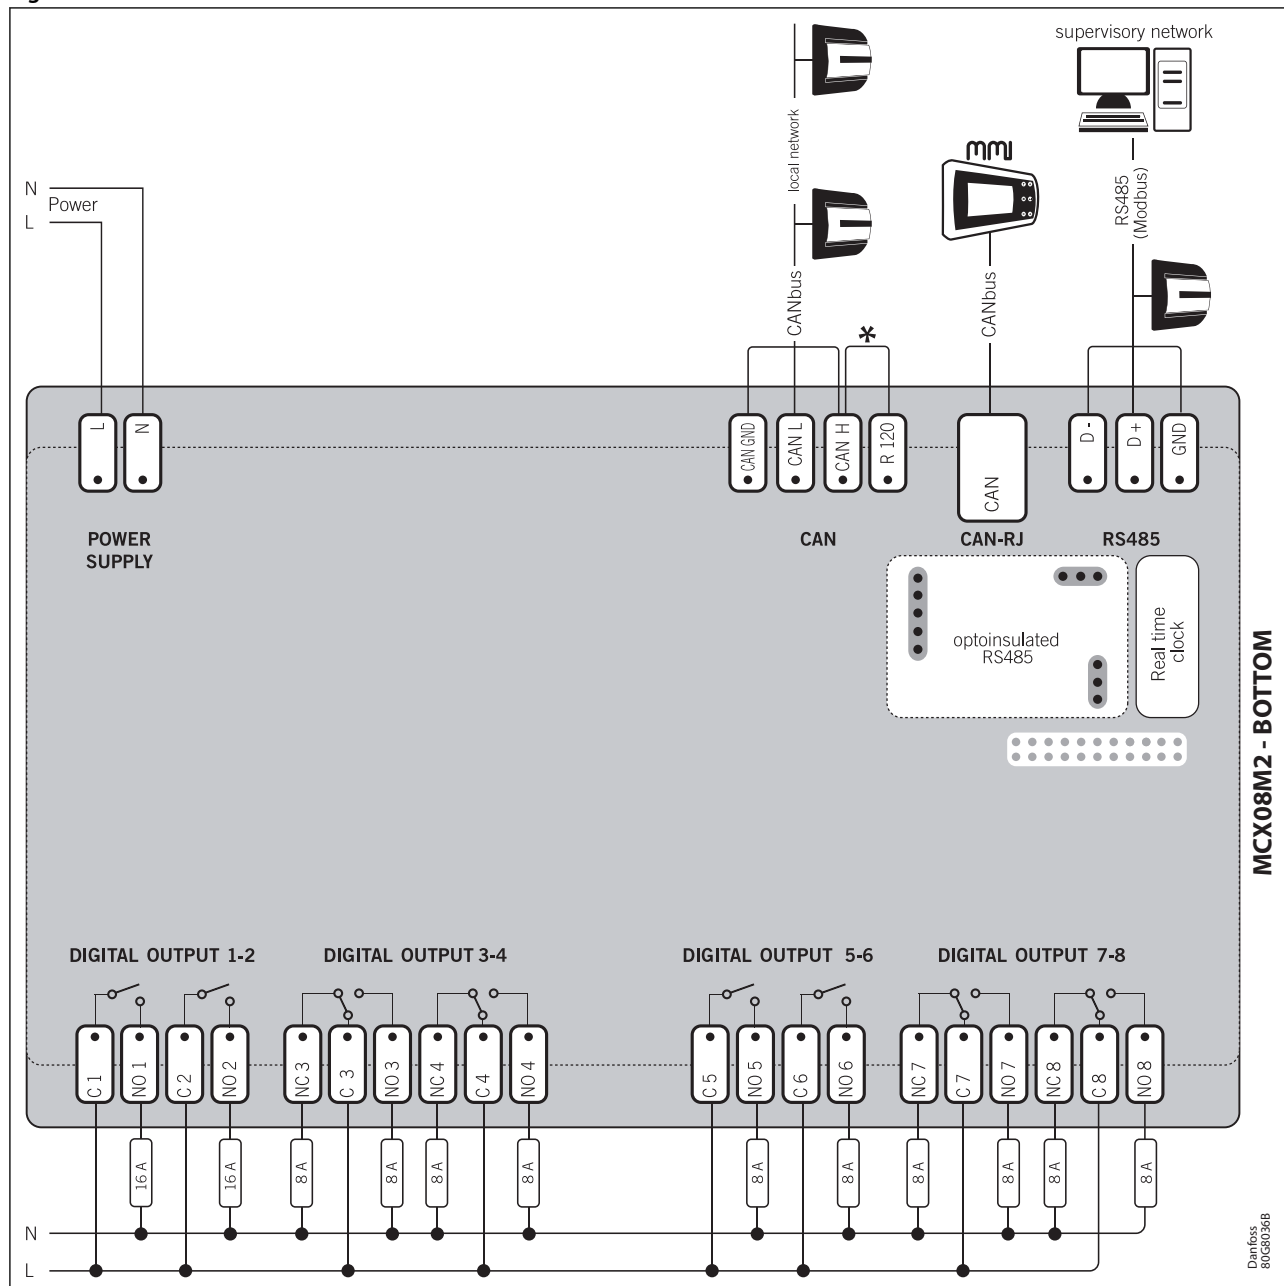 supervisory network
local network
mmi
RS485
(Modbus)
N
Power
L
CANbus
CANbus
*
L
N
CAN GND
CAN L
CAN H
R 120
CAN
D -
D +
GND
POWER
SUPPLY
CAN
CAN-RJ
RS485
optoinsulated
RS485
Real time
clock
MCX08M2 - BOTTOM
DIGITAL OUTPUT 1-2
DIGITAL OUTPUT 3-4
DIGITAL OUTPUT 5-6
DIGITAL OUTPUT 7-8
C 1
NO 1
C 2
NO 2
NC 3
C 3
NO 3
NC 4
C 4
NO 4
C 5
NO 5
C 6
NO 6
NC 7
C 7
NO 7
NC 8
C 8
NO 8
16 A
16 A
8 A
8 A
8 A
8 A
8 A
8 A
8 A
8 A
8 A
8 A
N
L
Danfoss
80G8036B